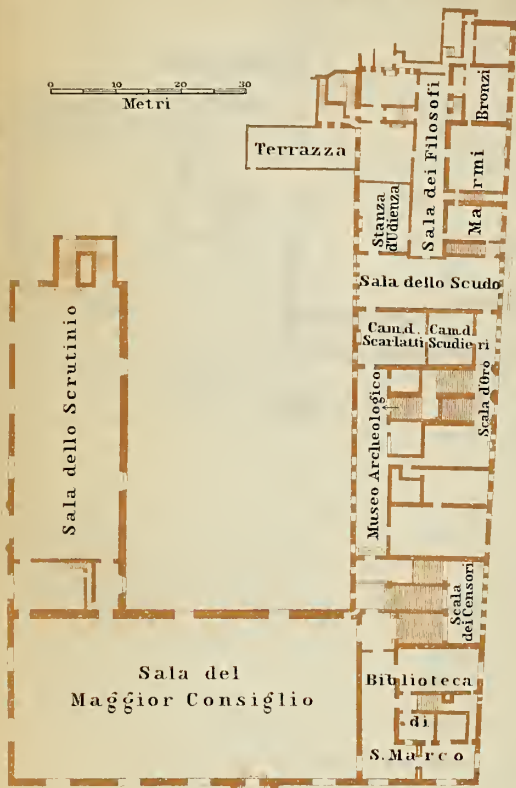 0 10 20 30
Metri
Terrazza
Sala dei Filosofi
Bronzi
Marmi
Stanza
d'Udienza
Sala dello Scudo
Cam.d.
Scarlatti
Cam.d.
Scudieri
Scala d'Oro
Museo Archeologico
Sala dello Scrutinio
Scala
dei Censori
Sala del
Maggior Consiglio
Biblioteca
di
S. Marco